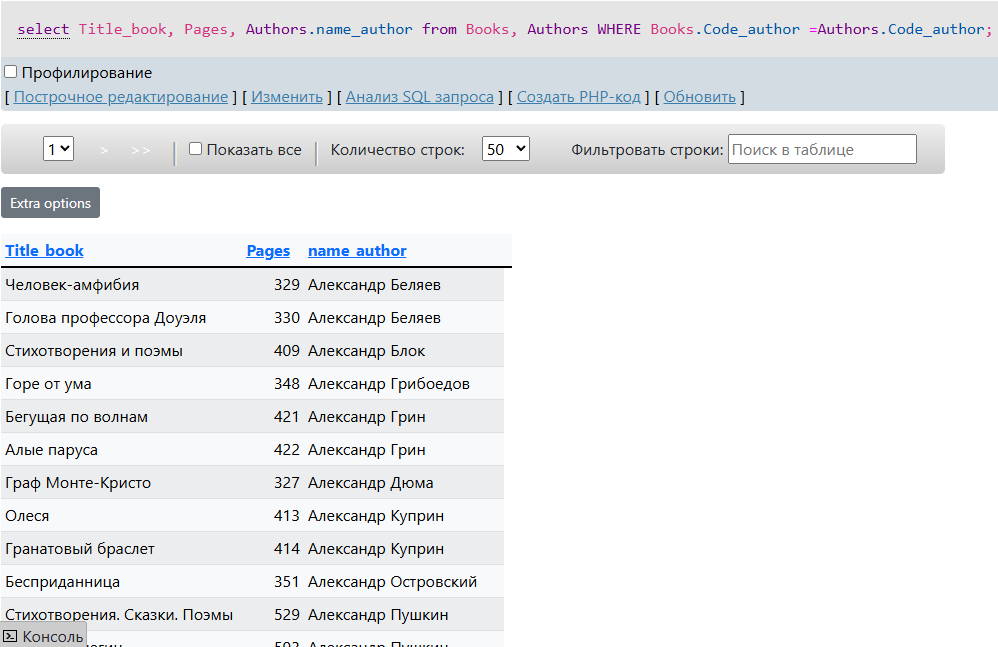 select Title_book, Pages, Authors.name_author from Books, Authors WHERE Books.Code_author =Authors.Code_author;
Профилирование
[ Построчное редактирование ] [ Изменить ] [ Анализ SQL запроса ] [ Создать PHP-код ] [ Обновить ]
1 > >> Показать все Количество строк: 50 Фильтровать строки: Поиск в таблице
Extra options
Title_book Pages name_author
Человек-амфибия 329 Александр Беляев
Голова профессора Доуэля 330 Александр Беляев
Стихотворения и поэмы 409 Александр Блок
Горе от ума 348 Александр Грибоедов
Бегущая по волнам 421 Александр Грин
Алые паруса 422 Александр Грин
Граф Монте-Кристо 327 Александр Дюма
Олеся 413 Александр Куприн
Гранатовый браслет 414 Александр Куприн
Бесприданница 351 Александр Островский
Стихотворения. Сказки. Поэмы 529 Александр Пушкин
Консоль
593 Александр Пушкин